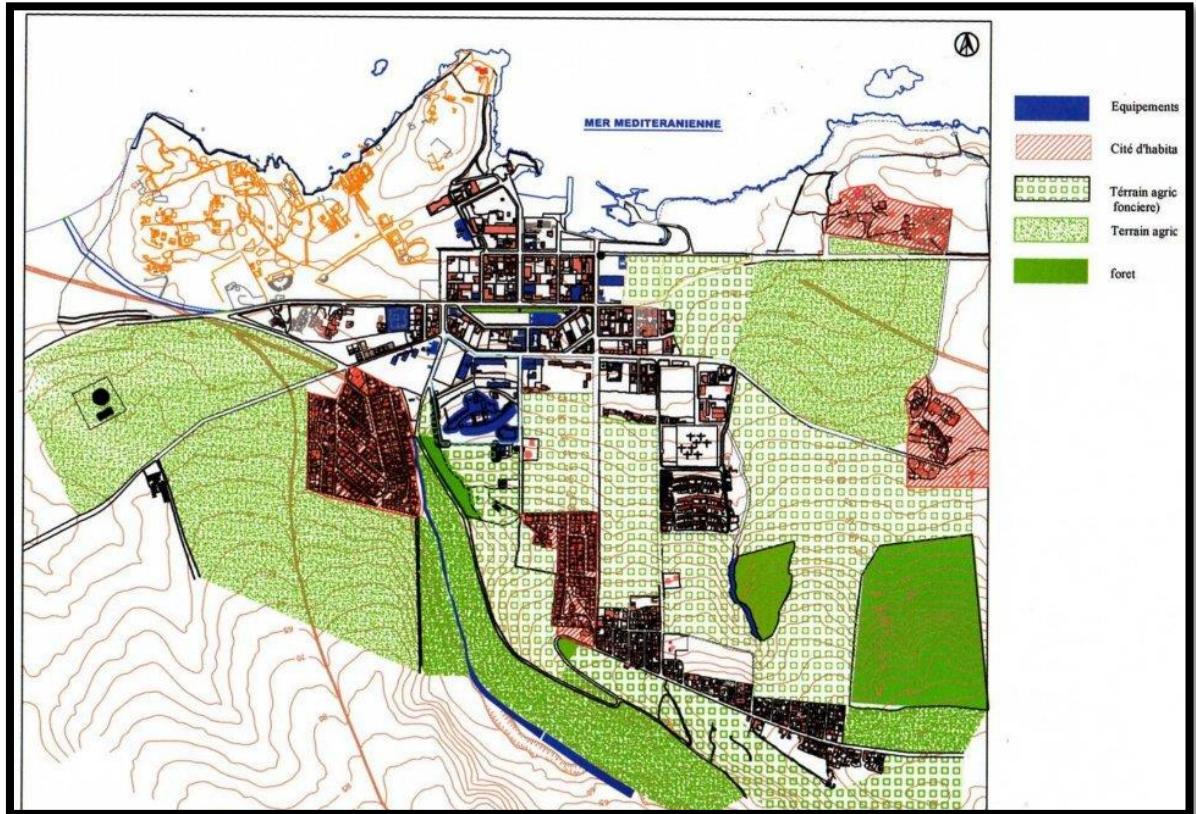 MER MEDITERANIENNE
Equipements
Cité d'habita
Térrain agric
fonciere)
Terrain agric
foret